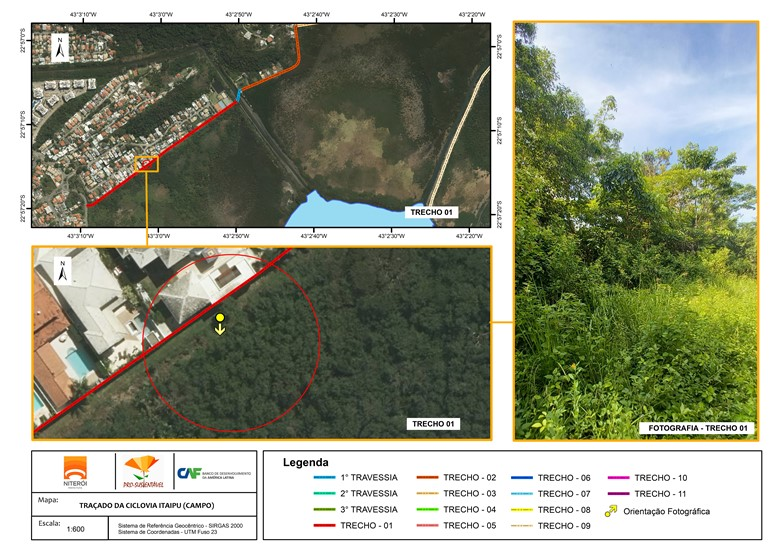 43°3'10"W
43°3'0"W
43°2'50"W
43°2'40"W
43°2'30"W
43°2'20"W
22°57'0"S
22°57'10"S
22°57'20"S
22°57'0"S
22°57'10"S
22°57'20"S
N
TRECHO 01
43°3'10"W
43°3'0"W
43°2'50"W
43°2'40"W
43°2'30"W
43°2'20"W
N
TRECHO 01
FOTOGRAFIA - TRECHO 01
NITERÓI
PRO-SUSTENTÁVEL
CAF BANCO DE DESENVOLVIMENTO
DA AMÉRICA LATINA
Mapa:
TRAÇADO DA CICLOVIA ITAIPU (CAMPO)
Escala:
1:600
Sistema de Referência Geocêntrico - SIRGAS 2000
Sistema de Coordenadas - UTM Fuso 23
Legenda
1° TRAVESSIA
2° TRAVESSIA
3° TRAVESSIA
TRECHO - 01
TRECHO - 02
TRECHO - 03
TRECHO - 04
TRECHO - 05
TRECHO - 06
TRECHO - 07
TRECHO - 08
TRECHO - 09
TRECHO - 10
TRECHO - 11
Orientação Fotográfica